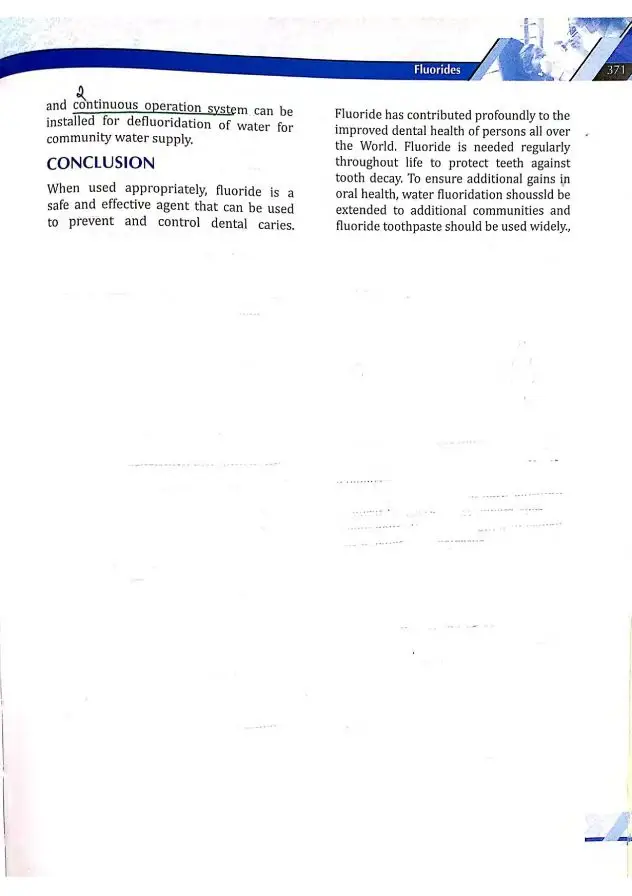 Fluorides
371
2
and continuous operation system can be
installed for defluoridation of water for
community water supply.
CONCLUSION
When used appropriately, fluoride is a
safe and effective agent that can be used
to prevent and control dental caries.
Fluoride has contributed profoundly to the
improved dental health of persons all over
the World. Fluoride is needed regularly
throughout life to protect teeth against
tooth decay. To ensure additional gains in
oral health, water fluoridation shoussld be
extended to additional communities and
fluoride toothpaste should be used widely.,